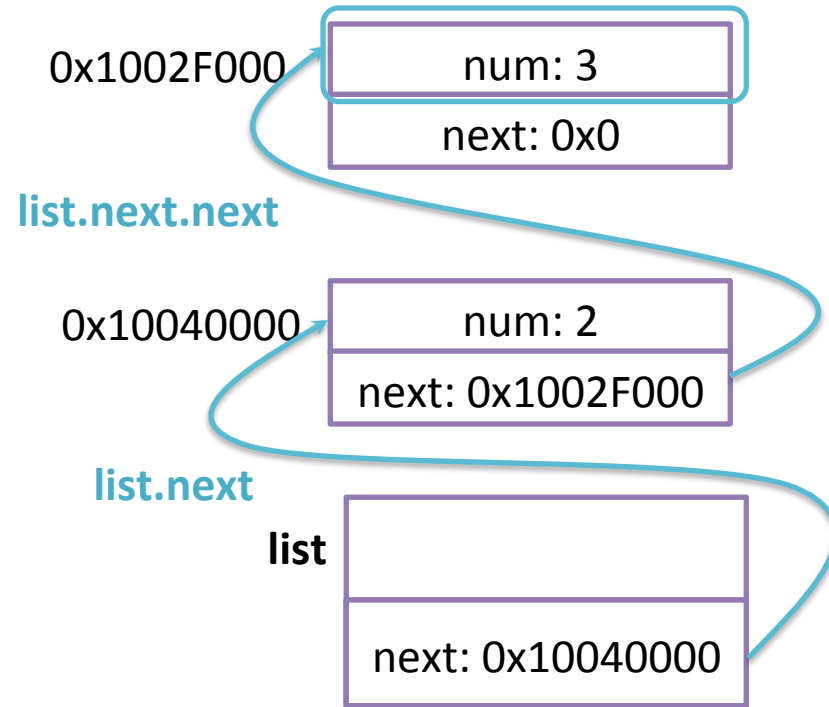 0x1002F000
num: 3
next: 0x0
list.next.next
0x10040000
num: 2
next: 0x1002F000
list.next
list
next: 0x10040000